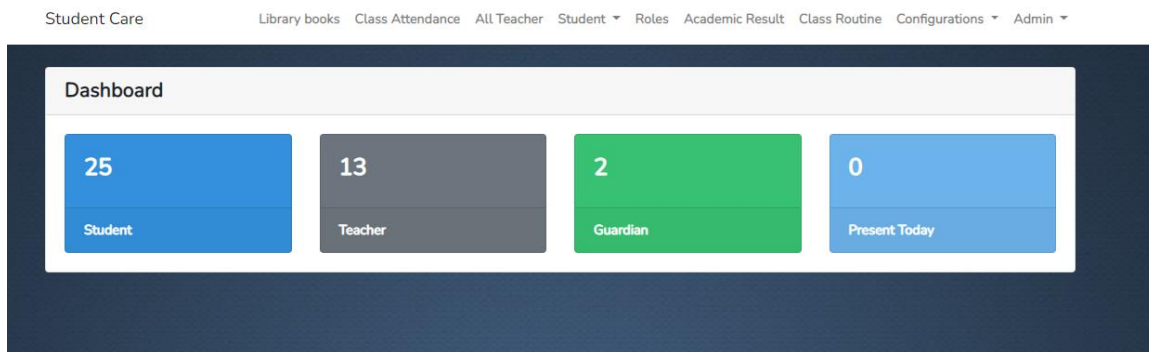 Student Care Library books Class Attendance All Teacher Student Roles Academic Result Class Routine Configurations Admin
Dashboard
25 13 2 0
Student Teacher Guardian Present Today